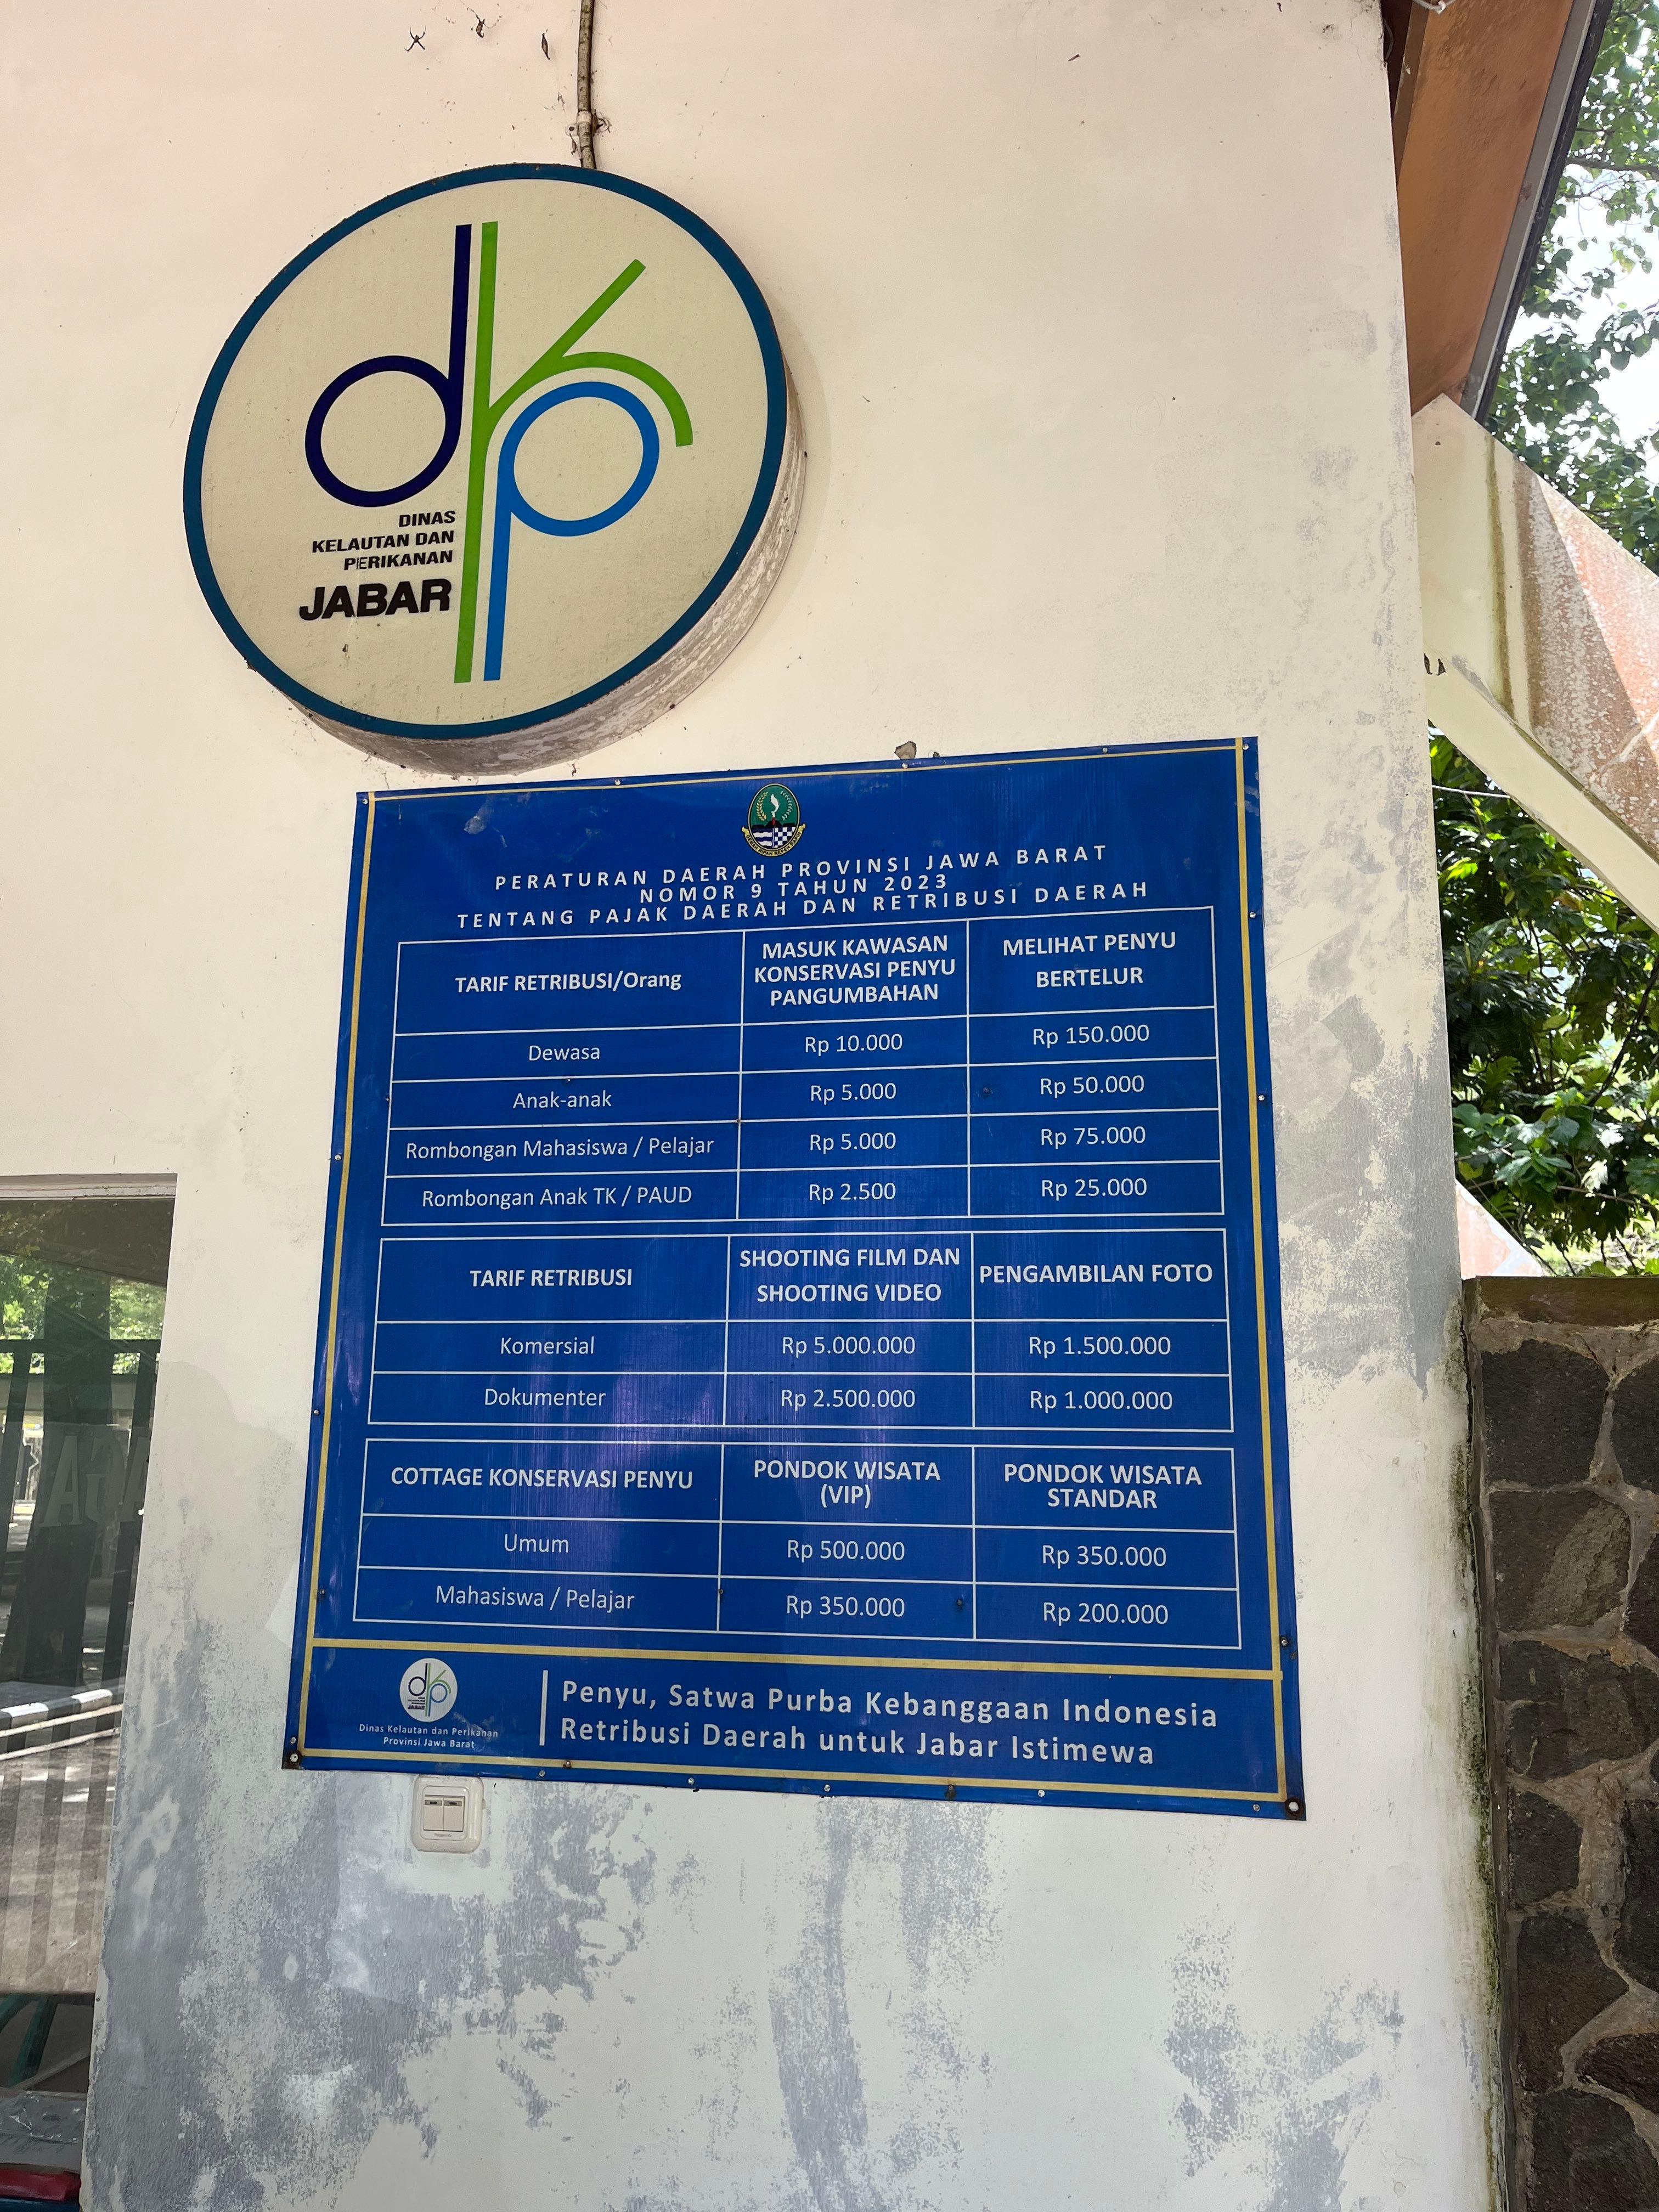 DINAS
KELAUTAN DAN
PERIKANAN
JABAR
PERATURAN DAERAH PROVINSI JAWA BARAT
NOMOR 9 TAHUN 2023
TENTANG PAJAK DAERAH DAN RETRIBUSI DAERAH
TARIF RETRIBUSI/Orang
MASUK KAWASAN
KONSERVASI PENYU
PANGUMBAHAN
MELIHAT PENYU
BERTELUR
Dewasa Rp 10.000 Rp 150.000
Anak-anak Rp 5.000 Rp 50.000
Rombongan Mahasiswa / Pelajar Rp 5.000 Rp 75.000
Rombongan Anak TK / PAUD Rp 2.500 Rp 25.000
TARIF RETRIBUSI
SHOOTING FILM DAN
SHOOTING VIDEO
PENGAMBILAN FOTO
Komersial Rp 5.000.000 Rp 1.500.000
Dokumenter Rp 2.500.000 Rp 1.000.000
COTTAGE KONSERVASI PENYU
PONDOK WISATA
(VIP)
PONDOK WISATA
STANDAR
Umum Rp 500.000 Rp 350.000
Mahasiswa / Pelajar Rp 350.000 Rp 200.000
JABAR
Dinas Kelautan dan Perikanan
Provinsi Jawa Barat
Penyu, Satwa Purba Kebanggaan Indonesia
Retribusi Daerah untuk Jabar Istimewa